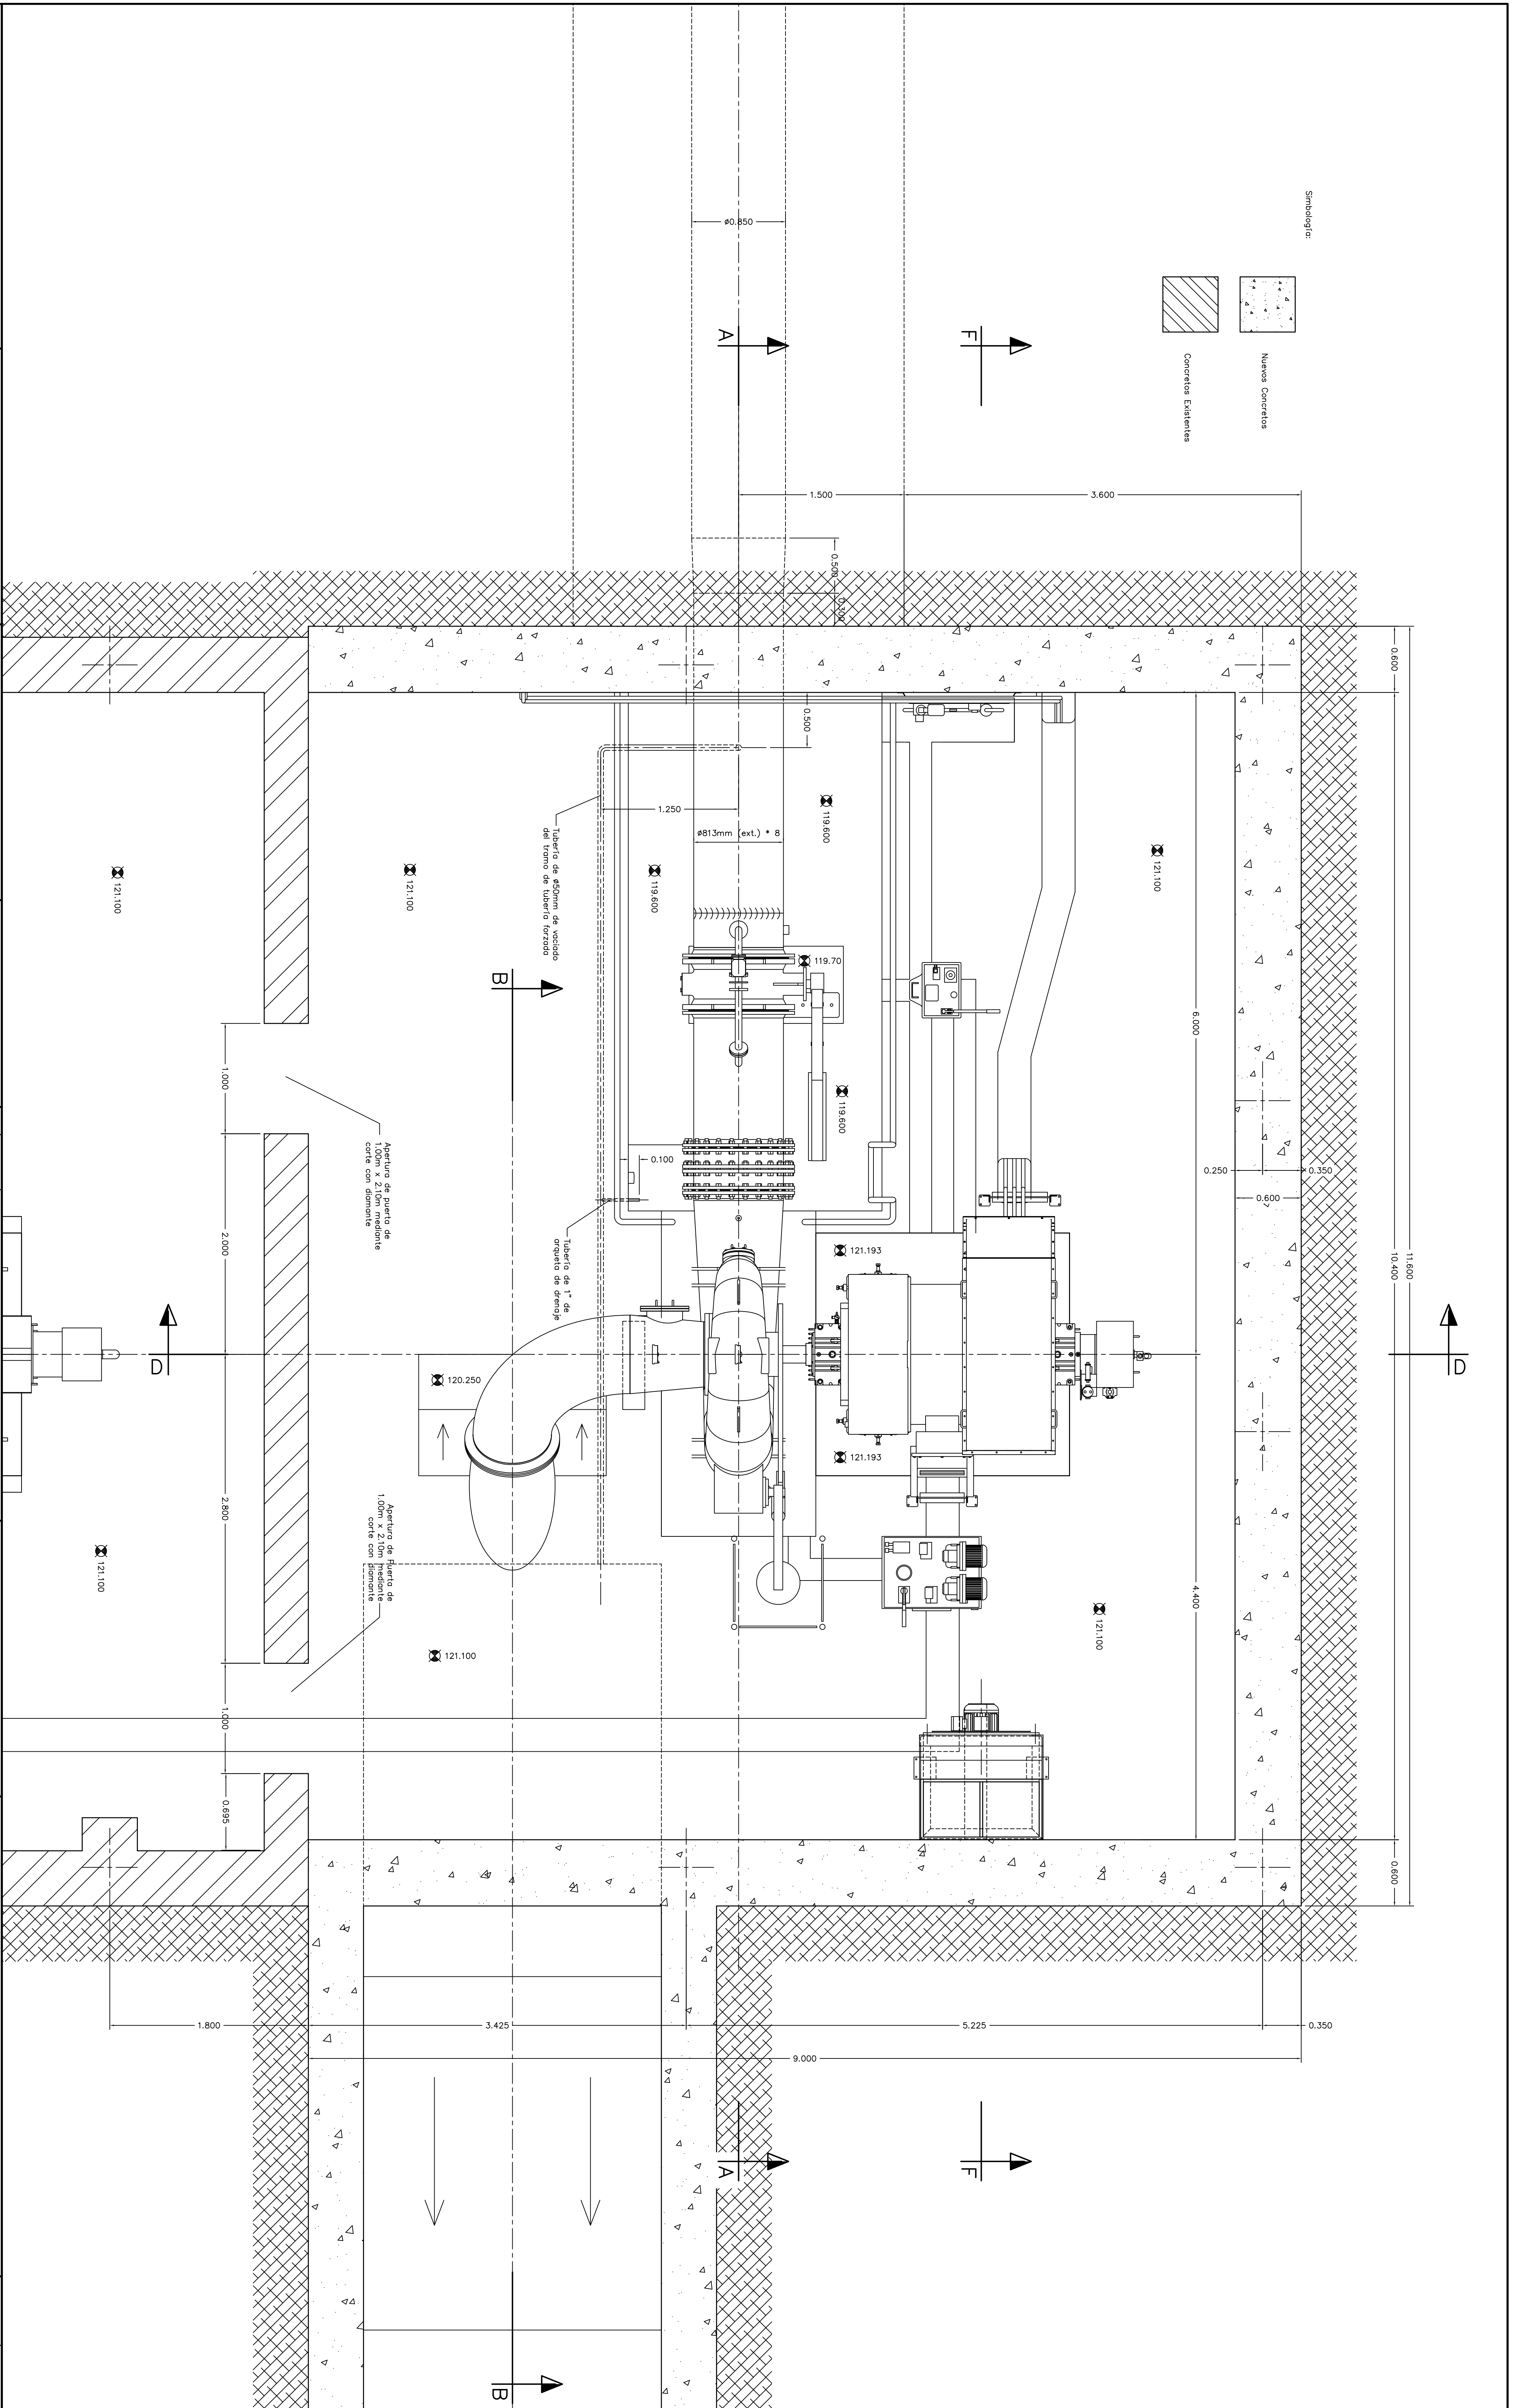 Simbología:
Nuevos Concretos
Concretos Existentes
ø0.850
A
F
1.500
3.600
0.500
0.300
0.600
0.500
1.250
ø813mm (ext.) * 8
119.600
121.100
121.100
121.100
119.600
Tubería de ø50mm de vaciado
del tramo de tubería forzada
119.70
B
6.000
1.000
119.600
Apertura de puerta de
1.00m x 2.10m mediante
corte con diamante
0.100
0.250
0.350
0.600
2.000
Tubería de 1" de
arqueta de drenaje
121.193
11.600
10.400
D
D
120.250
121.193
2.800
Apertura de Puerta de
1.00m x 2.10m mediante
corte con diamante
121.100
4.400
121.100
121.100
1.000
0.695
0.600
1.800
3.425
5.225
0.350
9.000
A
F
B